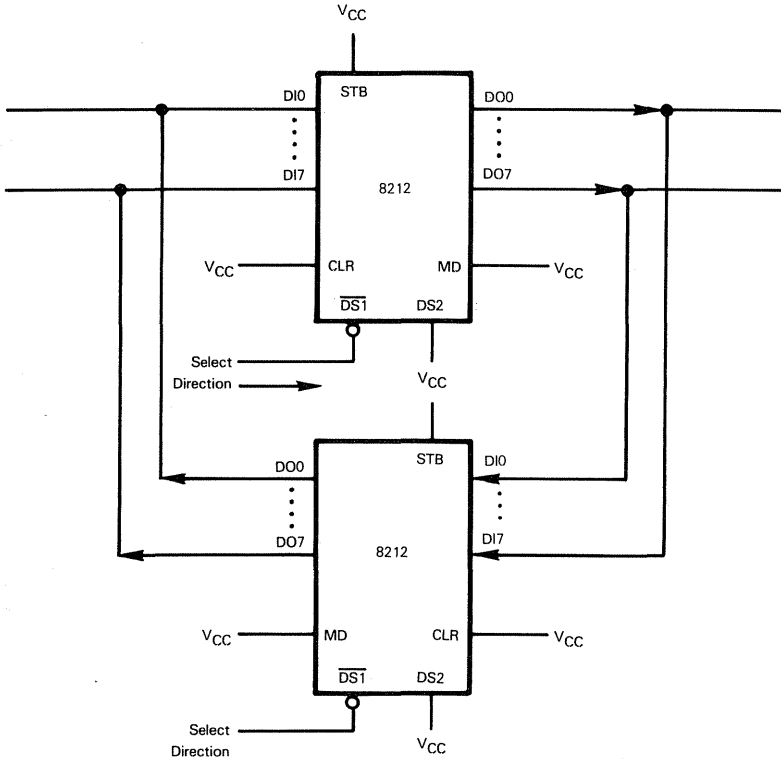 VCC
DI0 STB DO0
DI7 8212 DO7
VCC CLR MD VCC
DS1 DS2
Select
Direction VCC
STB
DO0 DI0
DO7 8212 DI7
VCC MD CLR VCC
DS1 DS2
Select
Direction VCC